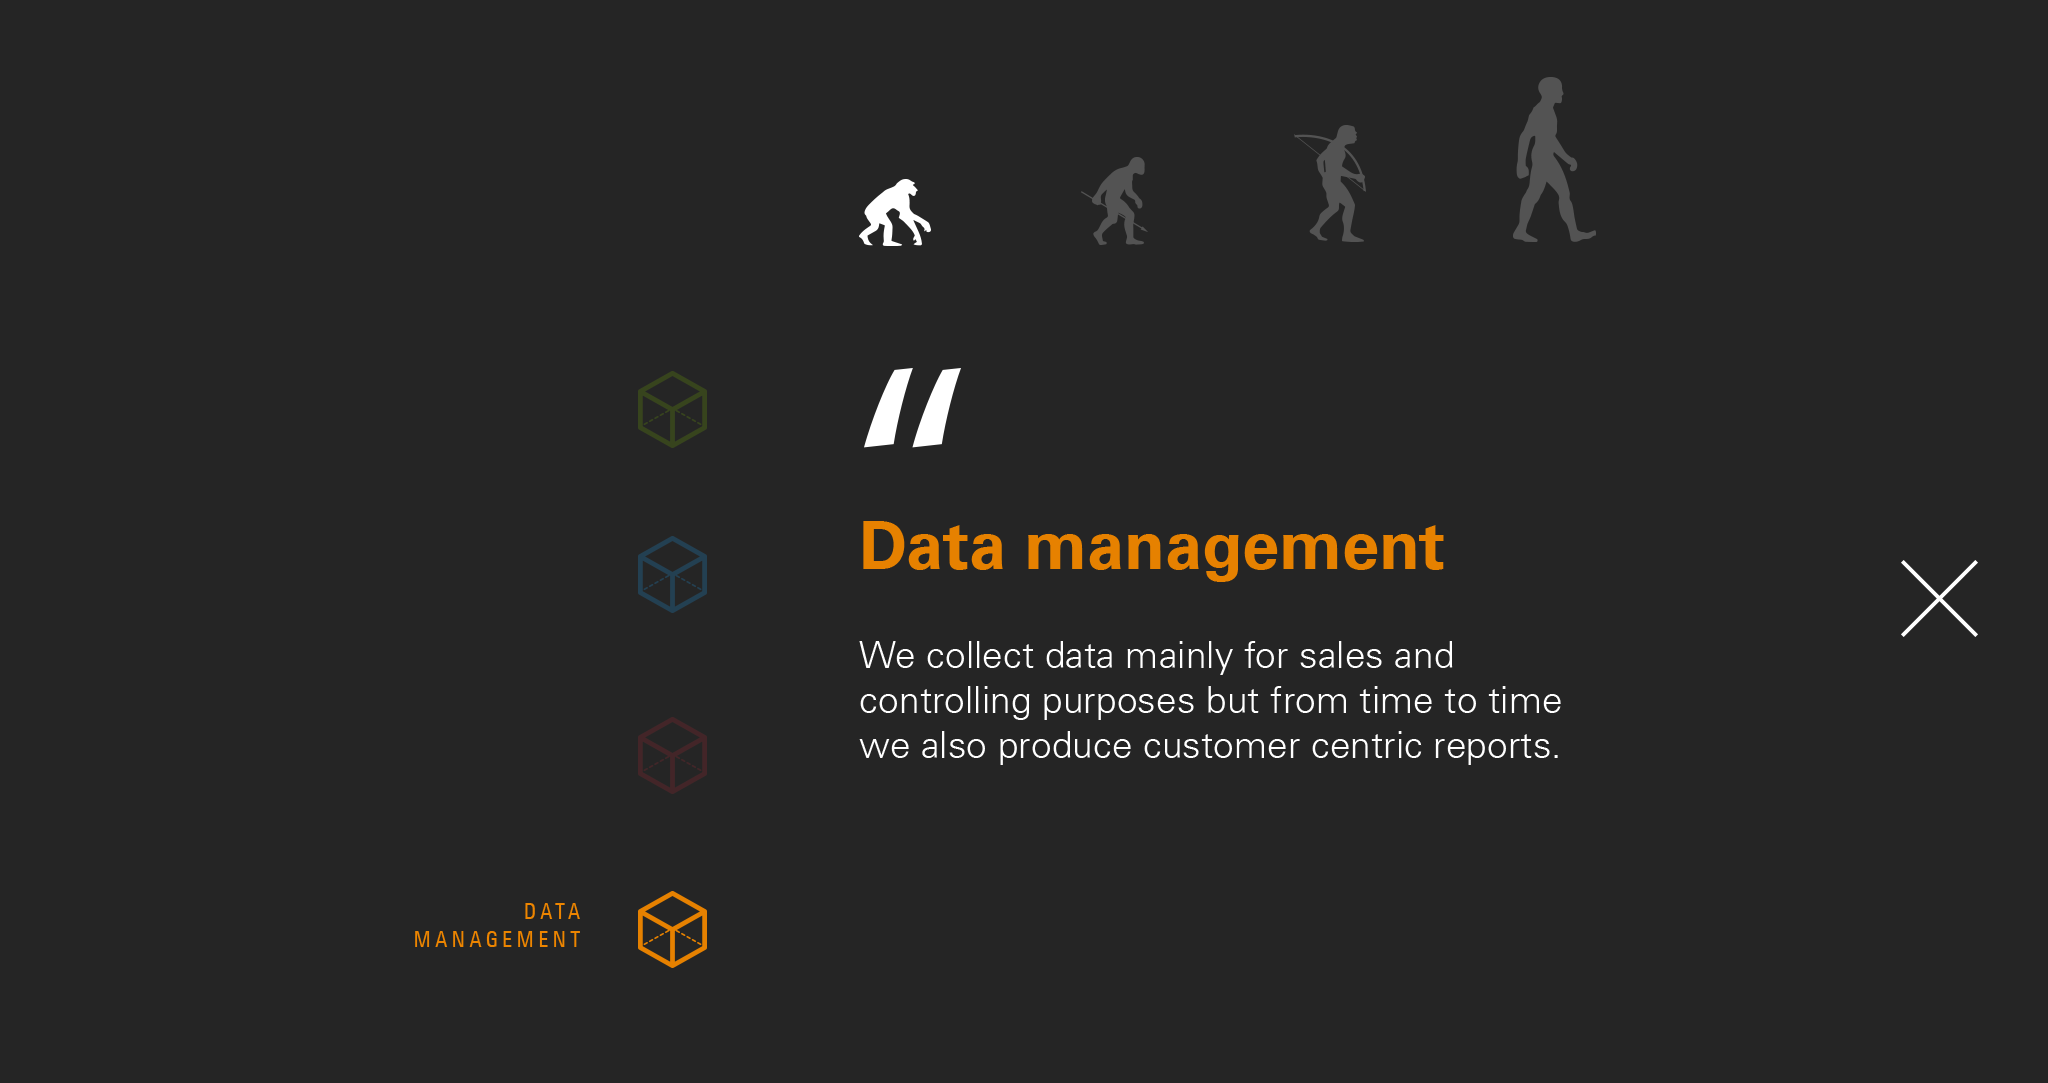 “
Data management
We collect data mainly for sales and
controlling purposes but from time to time
we also produce customer centric reports.
DATA
MANAGEMENT